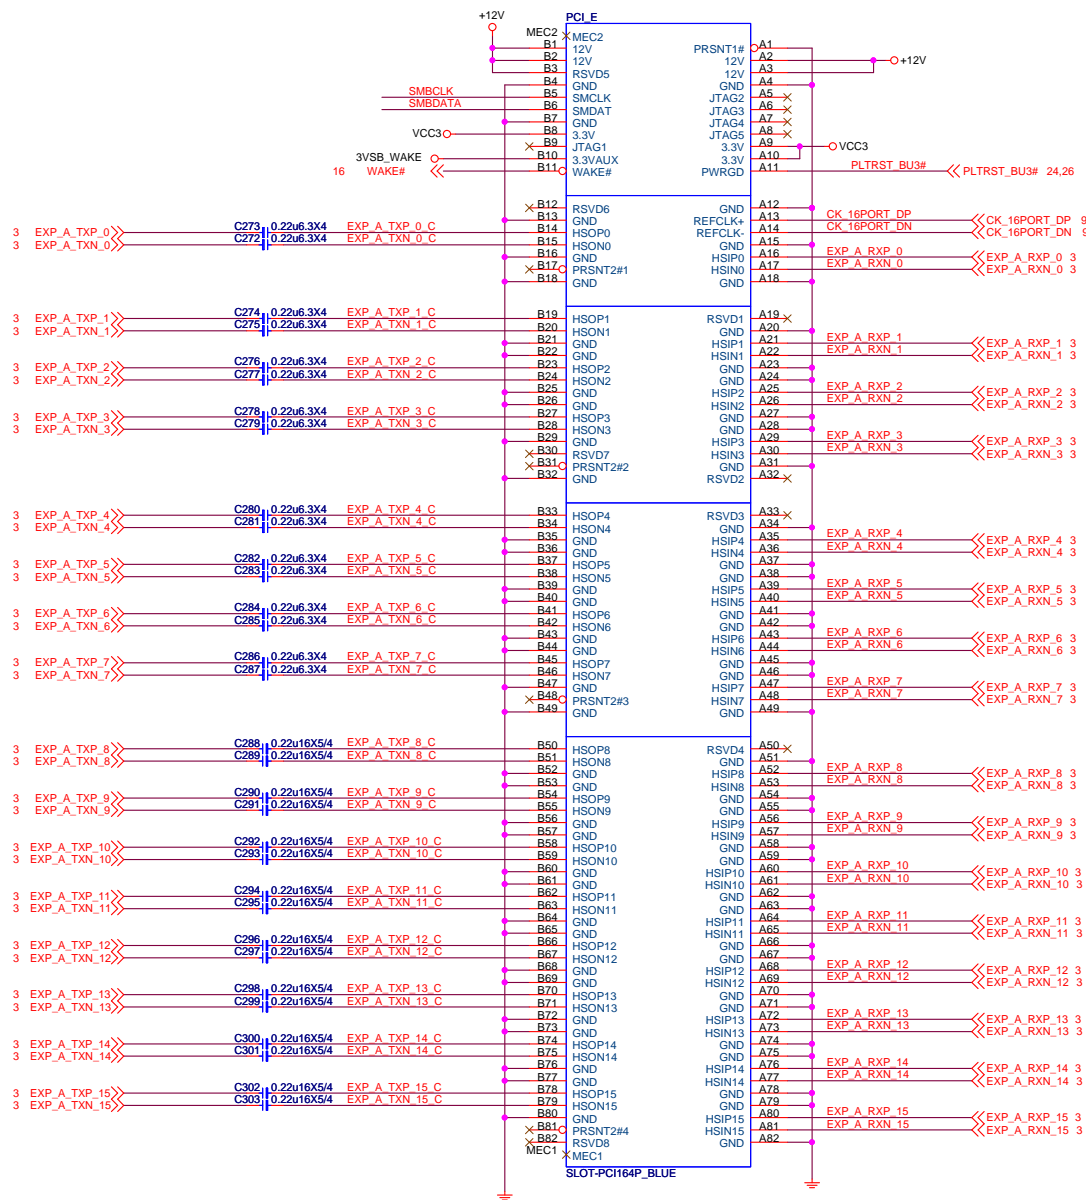 +12V PCI_E
MEC2 MEC2
B1 12V PRSNT1# A1
B2 12V 12V A2 +12V
B3 RSVD5 12V A3
B4 GND GND A4
SMBCLK B5 SMCLK JTAG2 A5
SMBDATA B6 SMDAT JTAG3 A6
B7 GND JTAG4 A7
VCC3 B8 3.3V JTAG5 A8
B9 JTAG1 3.3V A9 VCC3
3VSB_WAKE B10 3.3VAUX 3.3V A10
16 WAKE# B11 WAKE# PWRGD A11 PLTRST_BU3# PLTRST_BU3# 24,26
B12 RSVD6 GND A12
B13 GND REFCLK+ A13 CK_16PORT_DP CK_16PORT_DP 9
3 EXP_A_TXP_0 C273 0.22u6.3X4 EXP_A_TXP_0_C B14 HSOP0 REFCLK- A14 CK_16PORT_DN CK_16PORT_DN 9
3 EXP_A_TXN_0 C272 0.22u6.3X4 EXP_A_TXN_0_C B15 HSON0 GND A15
B16 GND HSIP0 A16 EXP_A_RXP_0 EXP_A_RXP_0 3
B17 PRSNT2#1 HSIN0 A17 EXP_A_RXN_0 EXP_A_RXN_0 3
B18 GND GND A18
3 EXP_A_TXP_1 C274 0.22u6.3X4 EXP_A_TXP_1_C B19 HSOP1 RSVD1 A19
3 EXP_A_TXN_1 C275 0.22u6.3X4 EXP_A_TXN_1_C B20 HSON1 GND A20
B21 GND HSIP1 A21 EXP_A_RXP_1 EXP_A_RXP_1 3
B22 GND HSIN1 A22 EXP_A_RXN_1 EXP_A_RXN_1 3
3 EXP_A_TXP_2 C276 0.22u6.3X4 EXP_A_TXP_2_C B23 HSOP2 GND A23
3 EXP_A_TXN_2 C277 0.22u6.3X4 EXP_A_TXN_2_C B24 HSON2 GND A24
B25 GND HSIP2 A25 EXP_A_RXP_2 EXP_A_RXP_2 3
B26 GND HSIN2 A26 EXP_A_RXN_2 EXP_A_RXN_2 3
3 EXP_A_TXP_3 C278 0.22u6.3X4 EXP_A_TXP_3_C B27 HSOP3 GND A27
3 EXP_A_TXN_3 C279 0.22u6.3X4 EXP_A_TXN_3_C B28 HSON3 GND A28
B29 GND HSIP3 A29 EXP_A_RXP_3 EXP_A_RXP_3 3
B30 RSVD7 HSIN3 A30 EXP_A_RXN_3 EXP_A_RXN_3 3
B31 PRSNT2#2 GND A31
B32 GND RSVD2 A32
3 EXP_A_TXP_4 C280 0.22u6.3X4 EXP_A_TXP_4_C B33 HSOP4 RSVD3 A33
3 EXP_A_TXN_4 C281 0.22u6.3X4 EXP_A_TXN_4_C B34 HSON4 GND A34
B35 GND HSIP4 A35 EXP_A_RXP_4 EXP_A_RXP_4 3
B36 GND HSIN4 A36 EXP_A_RXN_4 EXP_A_RXN_4 3
3 EXP_A_TXP_5 C282 0.22u6.3X4 EXP_A_TXP_5_C B37 HSOP5 GND A37
3 EXP_A_TXN_5 C283 0.22u6.3X4 EXP_A_TXN_5_C B38 HSON5 GND A38
B39 GND HSIP5 A39 EXP_A_RXP_5 EXP_A_RXP_5 3
B40 GND HSIN5 A40 EXP_A_RXN_5 EXP_A_RXN_5 3
3 EXP_A_TXP_6 C284 0.22u6.3X4 EXP_A_TXP_6_C B41 HSOP6 GND A41
3 EXP_A_TXN_6 C285 0.22u6.3X4 EXP_A_TXN_6_C B42 HSON6 GND A42
B43 GND HSIP6 A43 EXP_A_RXP_6 EXP_A_RXP_6 3
B44 GND HSIN6 A44 EXP_A_RXN_6 EXP_A_RXN_6 3
3 EXP_A_TXP_7 C286 0.22u6.3X4 EXP_A_TXP_7_C B45 HSOP7 GND A45
3 EXP_A_TXN_7 C287 0.22u6.3X4 EXP_A_TXN_7_C B46 HSON7 GND A46
B47 GND HSIP7 A47 EXP_A_RXP_7 EXP_A_RXP_7 3
B48 PRSNT2#3 HSIN7 A48 EXP_A_RXN_7 EXP_A_RXN_7 3
B49 GND GND A49
3 EXP_A_TXP_8 C288 0.22u16X5/4 EXP_A_TXP_8_C B50 HSOP8 RSVD4 A50
3 EXP_A_TXN_8 C289 0.22u16X5/4 EXP_A_TXN_8_C B51 HSON8 GND A51
B52 GND HSIP8 A52 EXP_A_RXP_8 EXP_A_RXP_8 3
B53 GND HSIN8 A53 EXP_A_RXN_8 EXP_A_RXN_8 3
3 EXP_A_TXP_9 C290 0.22u16X5/4 EXP_A_TXP_9_C B54 HSOP9 GND A54
3 EXP_A_TXN_9 C291 0.22u16X5/4 EXP_A_TXN_9_C B55 HSON9 GND A55
B56 GND HSIP9 A56 EXP_A_RXP_9 EXP_A_RXP_9 3
B57 GND HSIN9 A57 EXP_A_RXN_9 EXP_A_RXN_9 3
3 EXP_A_TXP_10 C292 0.22u16X5/4 EXP_A_TXP_10_C B58 HSOP10 GND A58
3 EXP_A_TXN_10 C293 0.22u16X5/4 EXP_A_TXN_10_C B59 HSON10 GND A59
B60 GND HSIP10 A60 EXP_A_RXP_10 EXP_A_RXP_10 3
B61 GND HSIN10 A61 EXP_A_RXN_10 EXP_A_RXN_10 3
3 EXP_A_TXP_11 C294 0.22u16X5/4 EXP_A_TXP_11_C B62 HSOP11 GND A62
3 EXP_A_TXN_11 C295 0.22u16X5/4 EXP_A_TXN_11_C B63 HSON11 GND A63
B64 GND HSIP11 A64 EXP_A_RXP_11 EXP_A_RXP_11 3
B65 GND HSIN11 A65 EXP_A_RXN_11 EXP_A_RXN_11 3
3 EXP_A_TXP_12 C296 0.22u16X5/4 EXP_A_TXP_12_C B66 HSOP12 GND A66
3 EXP_A_TXN_12 C297 0.22u16X5/4 EXP_A_TXN_12_C B67 HSON12 GND A67
B68 GND HSIP12 A68 EXP_A_RXP_12 EXP_A_RXP_12 3
B69 GND HSIN12 A69 EXP_A_RXN_12 EXP_A_RXN_12 3
3 EXP_A_TXP_13 C298 0.22u16X5/4 EXP_A_TXP_13_C B70 HSOP13 GND A70
3 EXP_A_TXN_13 C299 0.22u16X5/4 EXP_A_TXN_13_C B71 HSON13 GND A71
B72 GND HSIP13 A72 EXP_A_RXP_13 EXP_A_RXP_13 3
B73 GND HSIN13 A73 EXP_A_RXN_13 EXP_A_RXN_13 3
3 EXP_A_TXP_14 C300 0.22u16X5/4 EXP_A_TXP_14_C B74 HSOP14 GND A74
3 EXP_A_TXN_14 C301 0.22u16X5/4 EXP_A_TXN_14_C B75 HSON14 GND A75
B76 GND HSIP14 A76 EXP_A_RXP_14 EXP_A_RXP_14 3
B77 GND HSIN14 A77 EXP_A_RXN_14 EXP_A_RXN_14 3
3 EXP_A_TXP_15 C302 0.22u16X5/4 EXP_A_TXP_15_C B78 HSOP15 GND A78
3 EXP_A_TXN_15 C303 0.22u16X5/4 EXP_A_TXN_15_C B79 HSON15 GND A79
B80 GND HSIP15 A80 EXP_A_RXP_15 EXP_A_RXP_15 3
B81 PRSNT2#4 HSIN15 A81 EXP_A_RXN_15 EXP_A_RXN_15 3
B82 RSVD8 GND A82
MEC1 MEC1
SLOT-PCI164P_BLUE